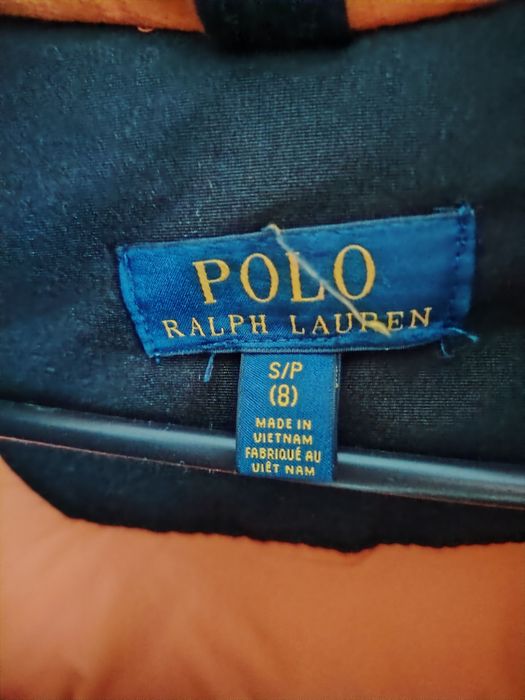 POLO
RALPH LAUREN
S/P
(8)
MADE IN
VIETNAM
FABRIQUÉ AU
VIÊT NAM